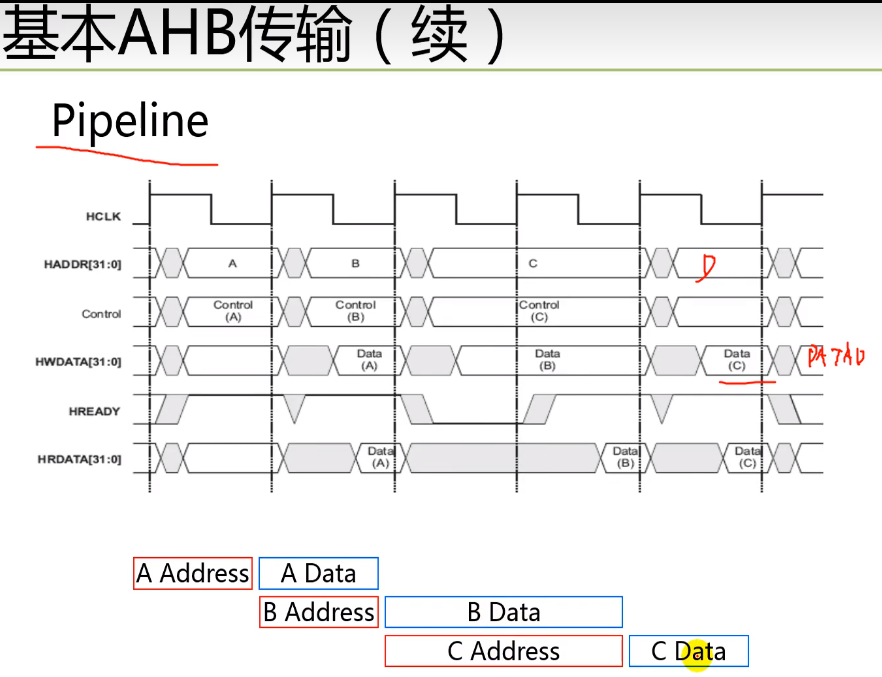 基本AHB传输（续）
Pipeline
HCLK
HADDR[31:0] A B C D
Control Control (A) Control (B) Control (C)
HWDATA[31:0] Data (A) Data (B) Data (C) DATAD
HREADY
HRDATA[31:0] Data (A) Data (B) Data (C)
A Address A Data
B Address B Data
C Address C Data